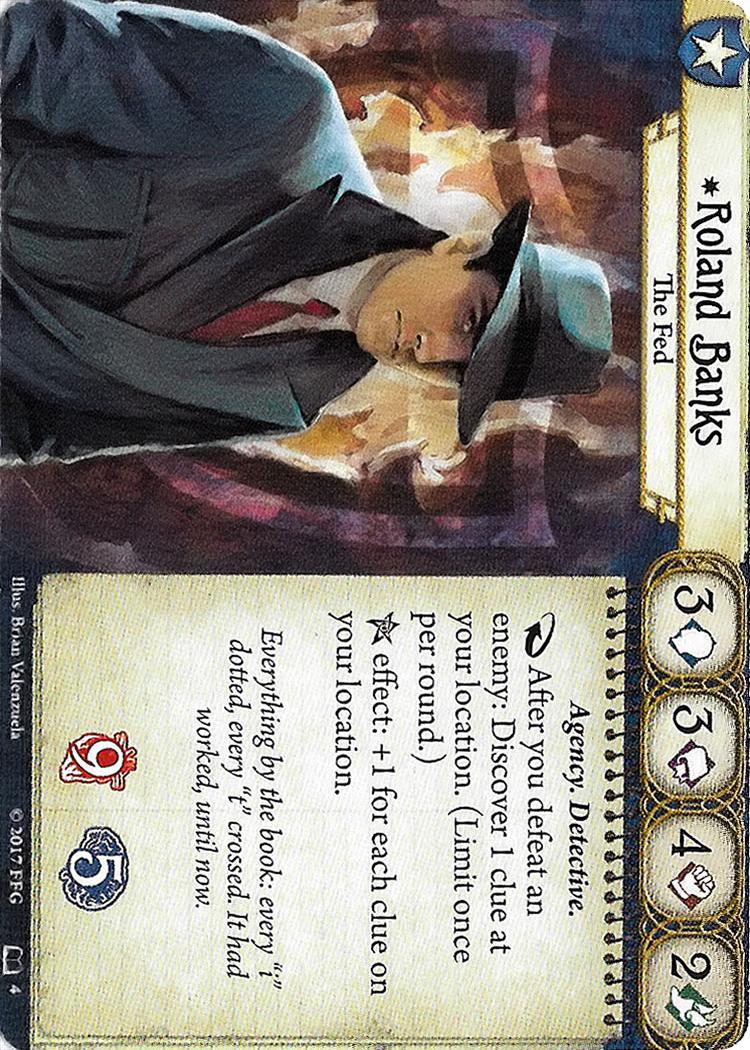 *Roland Banks
The Fed
3 3 4 2
Agency. Detective.
After you defeat an
enemy: Discover 1 clue at
your location. (Limit once
per round.)
effect: +1 for each clue on
your location.
Everything by the book: every “i”
dotted, every “t” crossed. It had
worked, until now.
9 5
Illus. Brian Valenzuela © 2017 FFG 4